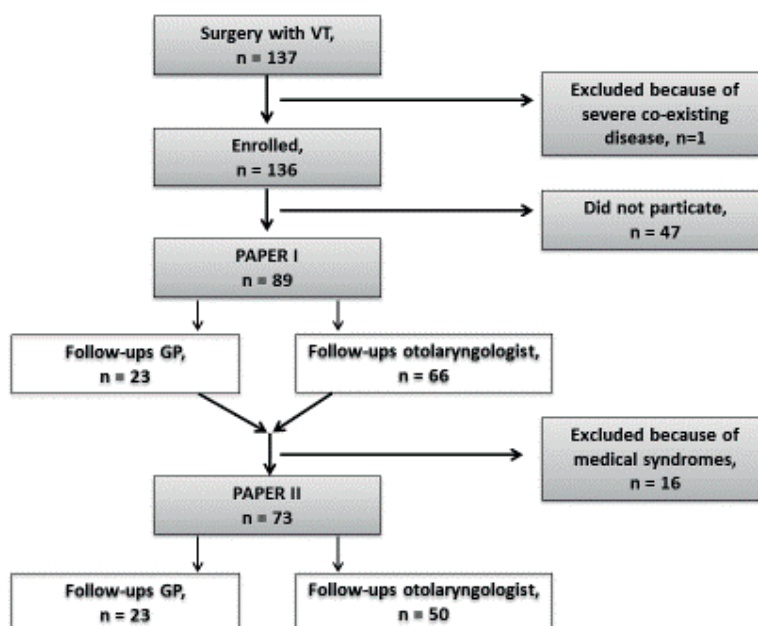 Surgery with VT,
n = 137
Excluded because of
severe co-existing
disease, n=1
Enrolled,
n = 136
Did not particate,
n = 47
PAPER I
n = 89
Follow-ups GP,
n = 23
Follow-ups otolaryngologist,
n = 66
Excluded because of
medical syndromes,
n = 16
PAPER II
n = 73
Follow-ups GP,
n = 23
Follow-ups otolaryngologist,
n = 50